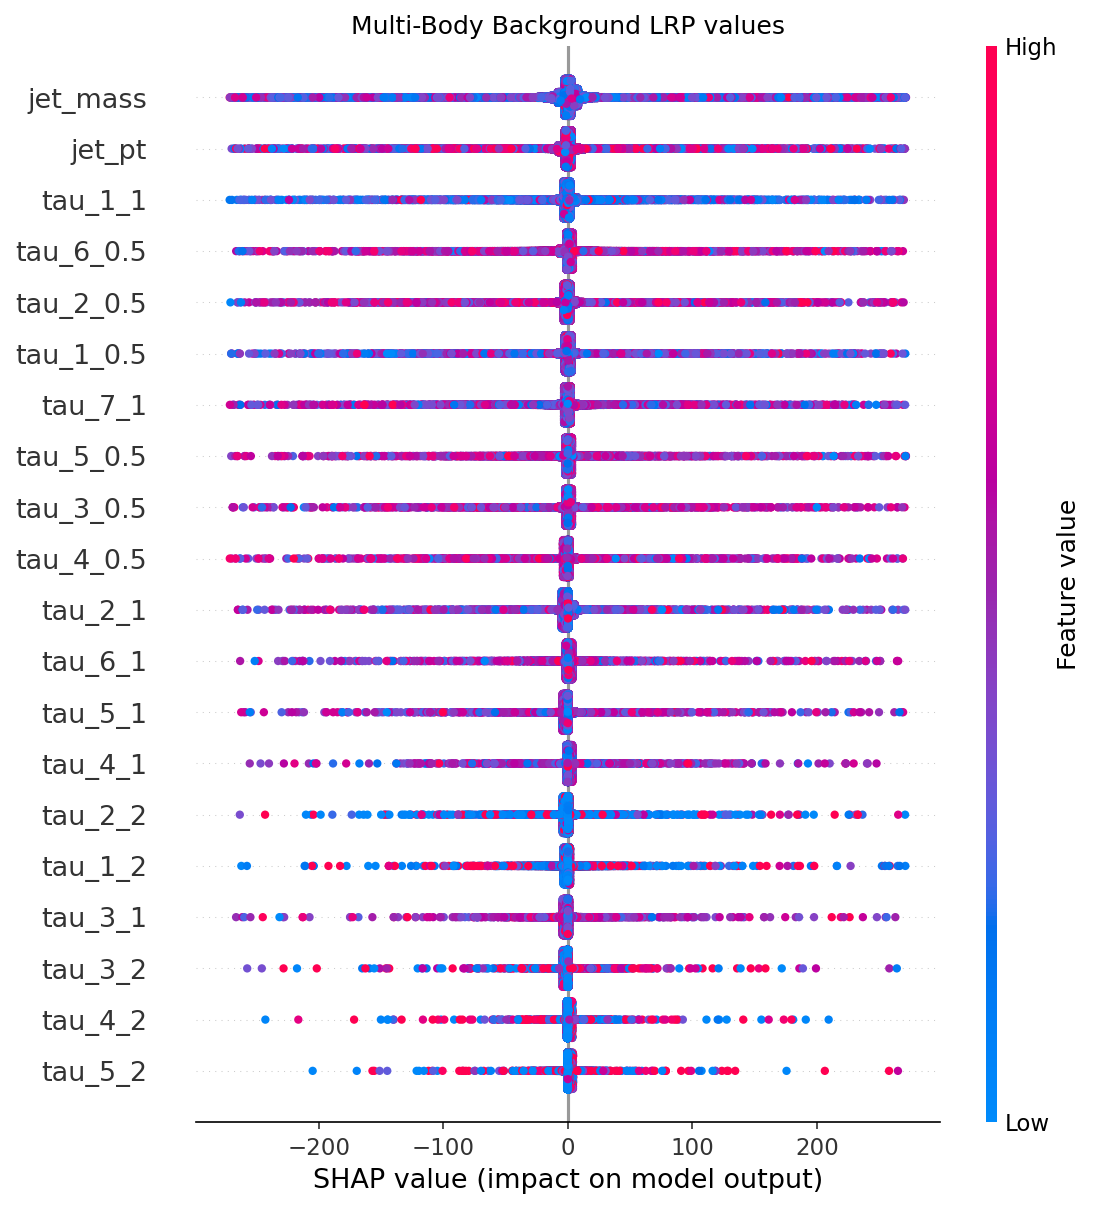 Multi-Body Background LRP values
High
jet_mass
jet_pt
tau_1_1
tau_6_0.5
tau_2_0.5
tau_1_0.5
tau_7_1
tau_5_0.5
tau_3_0.5
tau_4_0.5
tau_2_1
tau_6_1
tau_5_1
tau_4_1
tau_2_2
tau_1_2
tau_3_1
tau_3_2
tau_4_2
tau_5_2
Feature value
Low
−200 −100 0 100 200
SHAP value (impact on model output)